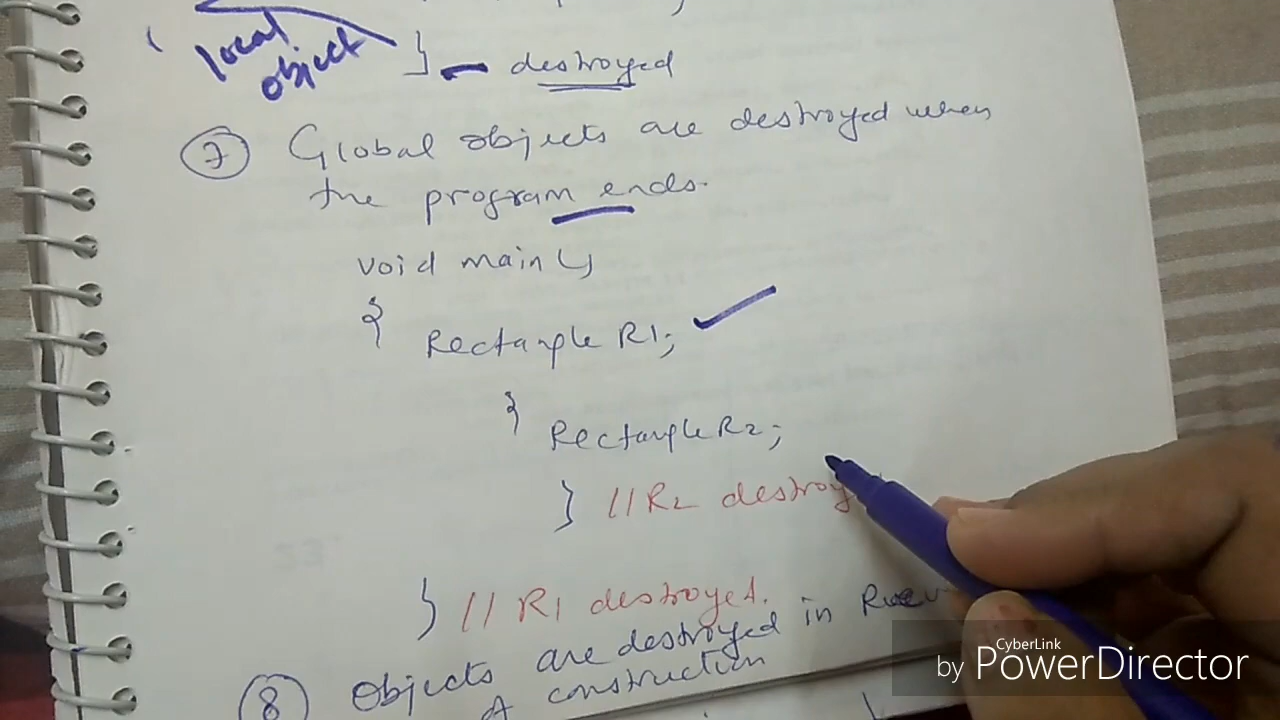 local
object
} destroyed
7 Global objects are destroyed when
the program ends.
void main()
{ Rectangle R1;
{
Rectangle R2;
} // R2 destroy
} // R1 destroyed.
8 Objects are destroyed in
of construction
CyberLink
by PowerDirector